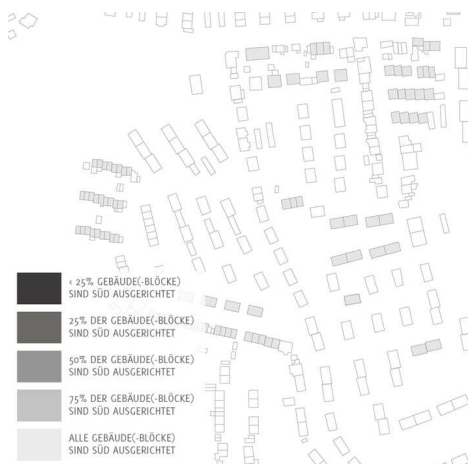 < 25% GEBÄUDE(-BLÖCKE)
SIND SÜD AUSGERICHTET
25% DER GEBÄUDE(-BLÖCKE)
SIND SÜD AUSGERICHTET
50% DER GEBÄUDE(-BLÖCKE)
SIND SÜD AUSGERICHTET
75% DER GEBÄUDE(-BLÖCKE)
SIND SÜD AUSGERICHTET
ALLE GEBÄUDE(-BLÖCKE)
SIND SÜD AUSGERICHTET